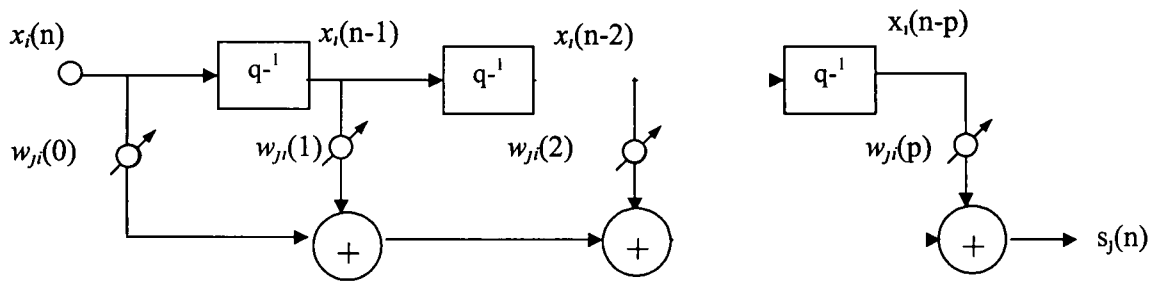 xᵢ(n) xᵢ(n-1) xᵢ(n-2) xᵢ(n-p)
q-¹ q-¹ q-¹
wⱼᵢ(0) wⱼᵢ(1) wⱼᵢ(2) wⱼᵢ(p)
+ + + sⱼ(n)